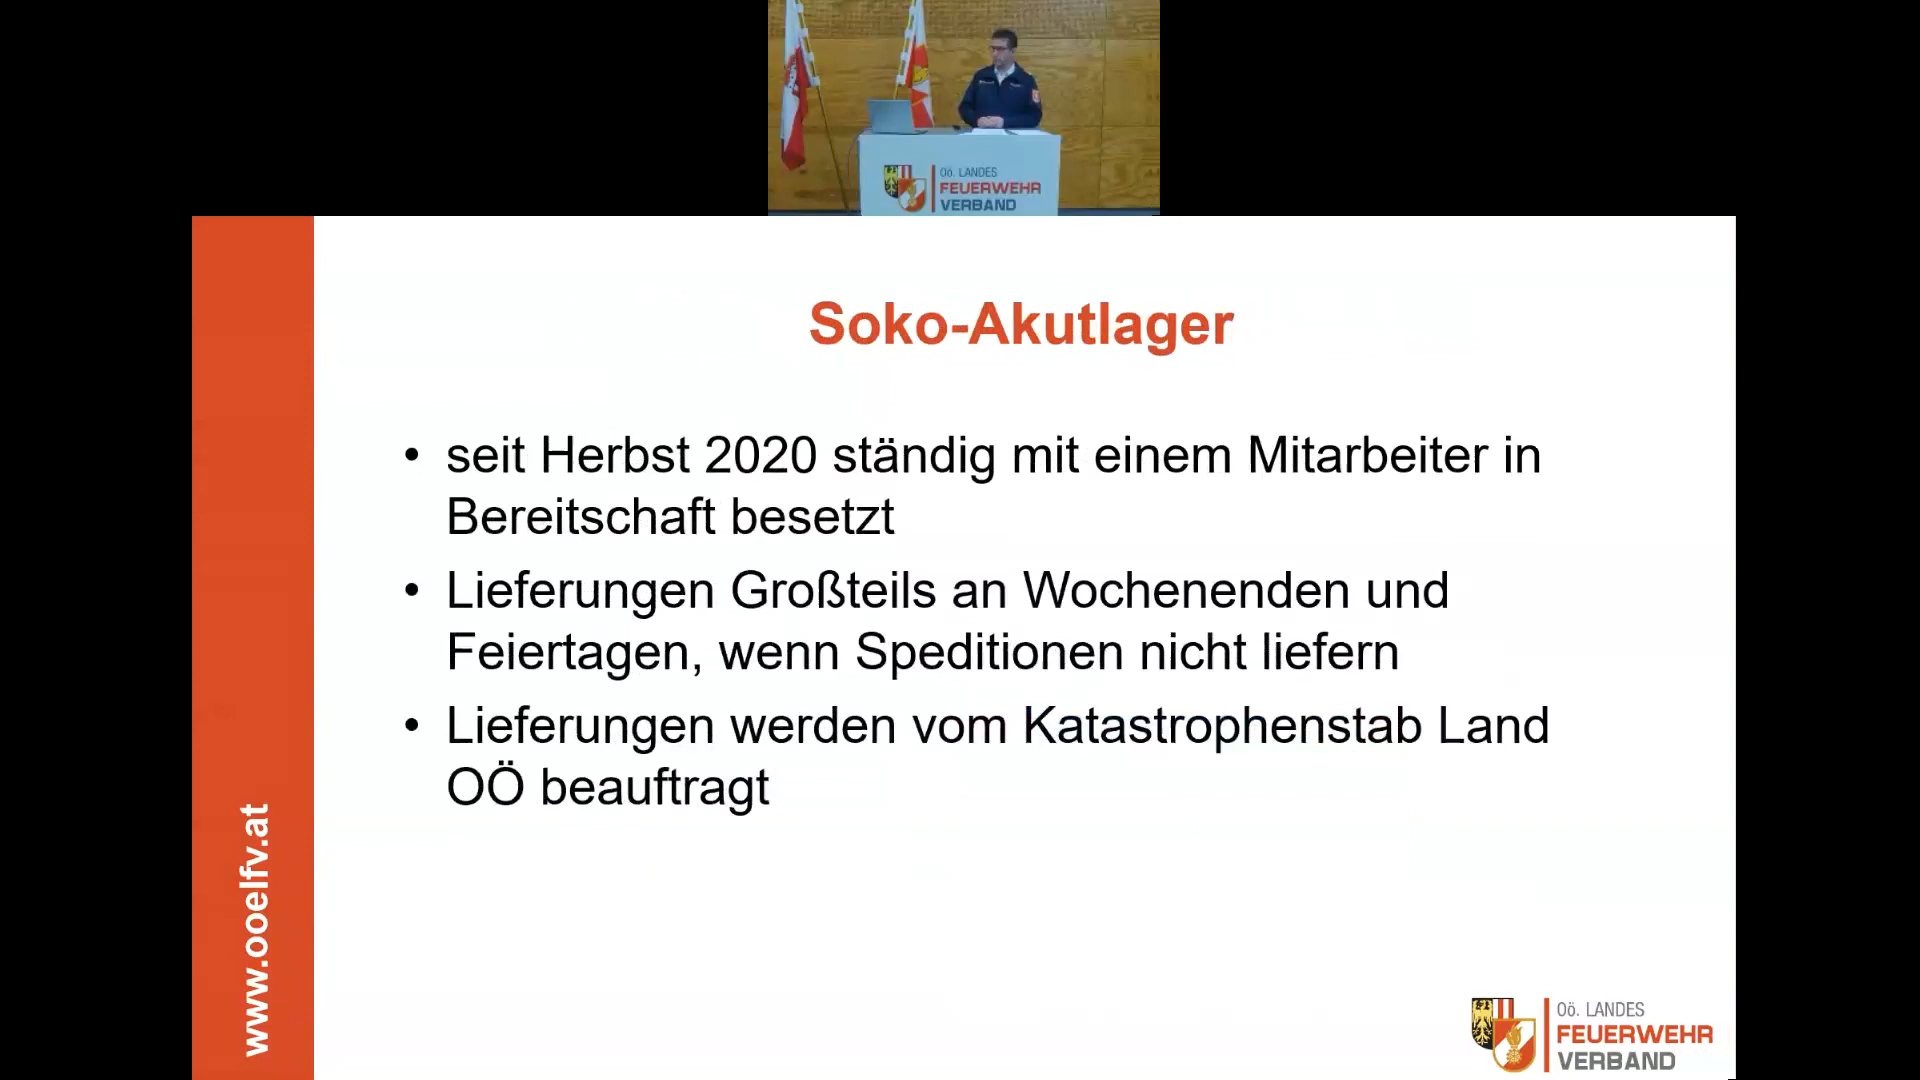 Oö. LANDES
FEUERWEHR
VERBAND
Soko-Akutlager
• seit Herbst 2020 ständig mit einem Mitarbeiter in
Bereitschaft besetzt
• Lieferungen Großteils an Wochenenden und
Feiertagen, wenn Speditionen nicht liefern
• Lieferungen werden vom Katastrophenstab Land
OÖ beauftragt
www.ooelfv.at
Oö. LANDES
FEUERWEHR
VERBAND